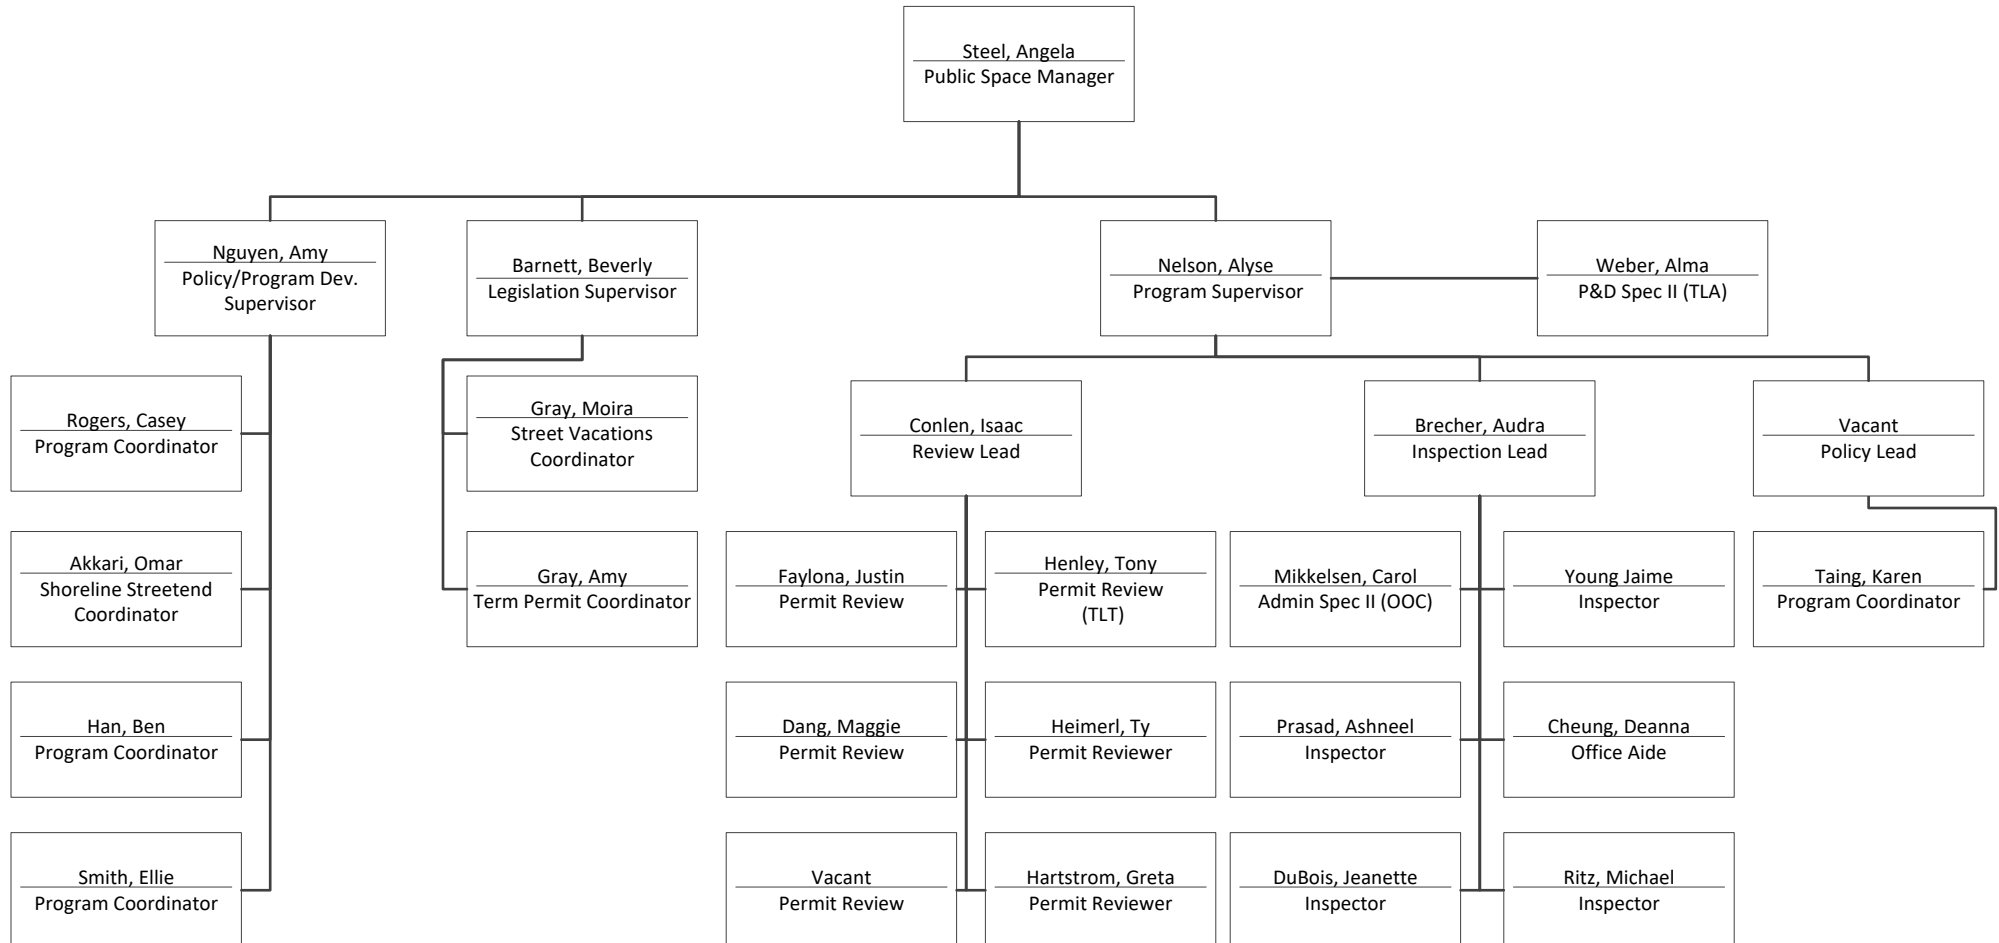 Steel, Angela
Public Space Manager
Nguyen, Amy
Policy/Program Dev.
Supervisor
Barnett, Beverly
Legislation Supervisor
Nelson, Alyse
Program Supervisor
Weber, Alma
P&D Spec II (TLA)
Rogers, Casey
Program Coordinator
Gray, Moira
Street Vacations
Coordinator
Conlen, Isaac
Review Lead
Brecher, Audra
Inspection Lead
Vacant
Policy Lead
Akkari, Omar
Shoreline Streetend
Coordinator
Gray, Amy
Term Permit Coordinator
Faylona, Justin
Permit Review
Henley, Tony
Permit Review
(TLT)
Mikkelsen, Carol
Admin Spec II (OOC)
Young Jaime
Inspector
Taing, Karen
Program Coordinator
Han, Ben
Program Coordinator
Dang, Maggie
Permit Review
Heimerl, Ty
Permit Reviewer
Prasad, Ashneel
Inspector
Cheung, Deanna
Office Aide
Smith, Ellie
Program Coordinator
Vacant
Permit Review
Hartstrom, Greta
Permit Reviewer
DuBois, Jeanette
Inspector
Ritz, Michael
Inspector